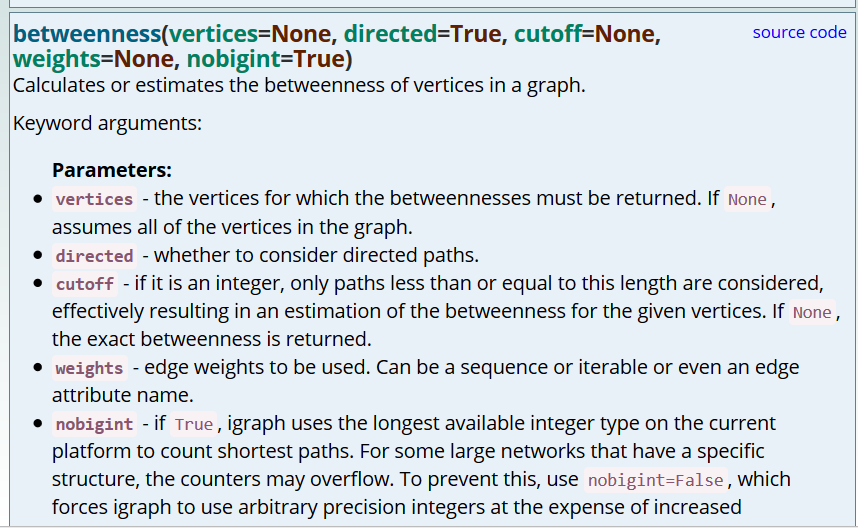 betweenness(vertices=None, directed=True, cutoff=None, source code
weights=None, nobigint=True)
Calculates or estimates the betweenness of vertices in a graph.
Keyword arguments:
Parameters:
• vertices - the vertices for which the betweennesses must be returned. If None,
assumes all of the vertices in the graph.
• directed - whether to consider directed paths.
• cutoff - if it is an integer, only paths less than or equal to this length are considered,
effectively resulting in an estimation of the betweenness for the given vertices. If None,
the exact betweenness is returned.
• weights - edge weights to be used. Can be a sequence or iterable or even an edge
attribute name.
• nobigint - if True, igraph uses the longest available integer type on the current
platform to count shortest paths. For some large networks that have a specific
structure, the counters may overflow. To prevent this, use nobigint=False, which
forces igraph to use arbitrary precision integers at the expense of increased